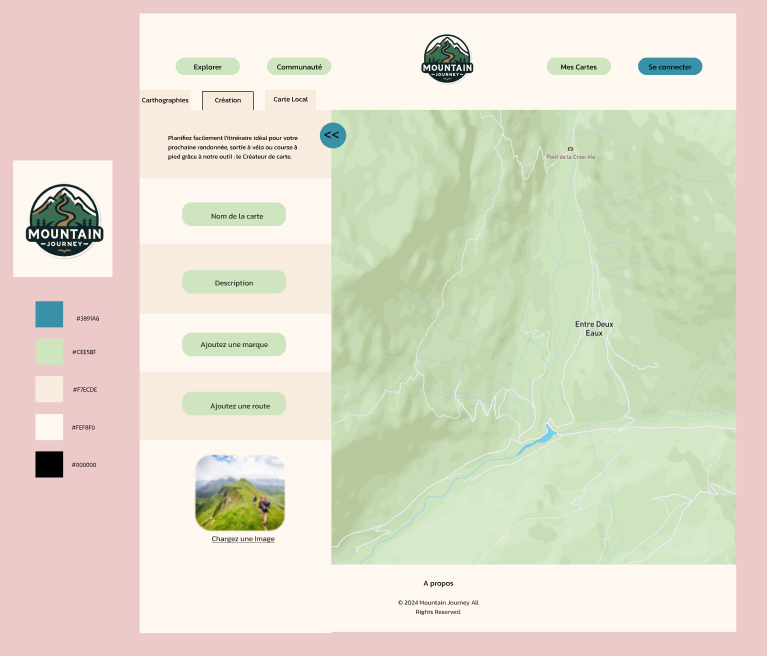 MOUNTAIN
JOURNEY
Explorer
Communauté
Mes Cartes
Se connecter
Carthographies
Création
Carte Local
Planifiez facilement l'itinéraire idéal pour votre
prochaine randonnée, sortie à vélo ou course à
pied grâce à notre outil : le Créateur de carte.
<<
Pont de la Croe-Vie
Nom de la carte
MOUNTAIN
JOURNEY
Description
#3891A6
#CEE5BF
#F7ECDE
#FEF8F0
#000000
Entre Deux
Eaux
Ajoutez une marque
Ajoutez une route
Chargez une Image
A propos
© 2024 Mountain Journey All
Rights Reserved.